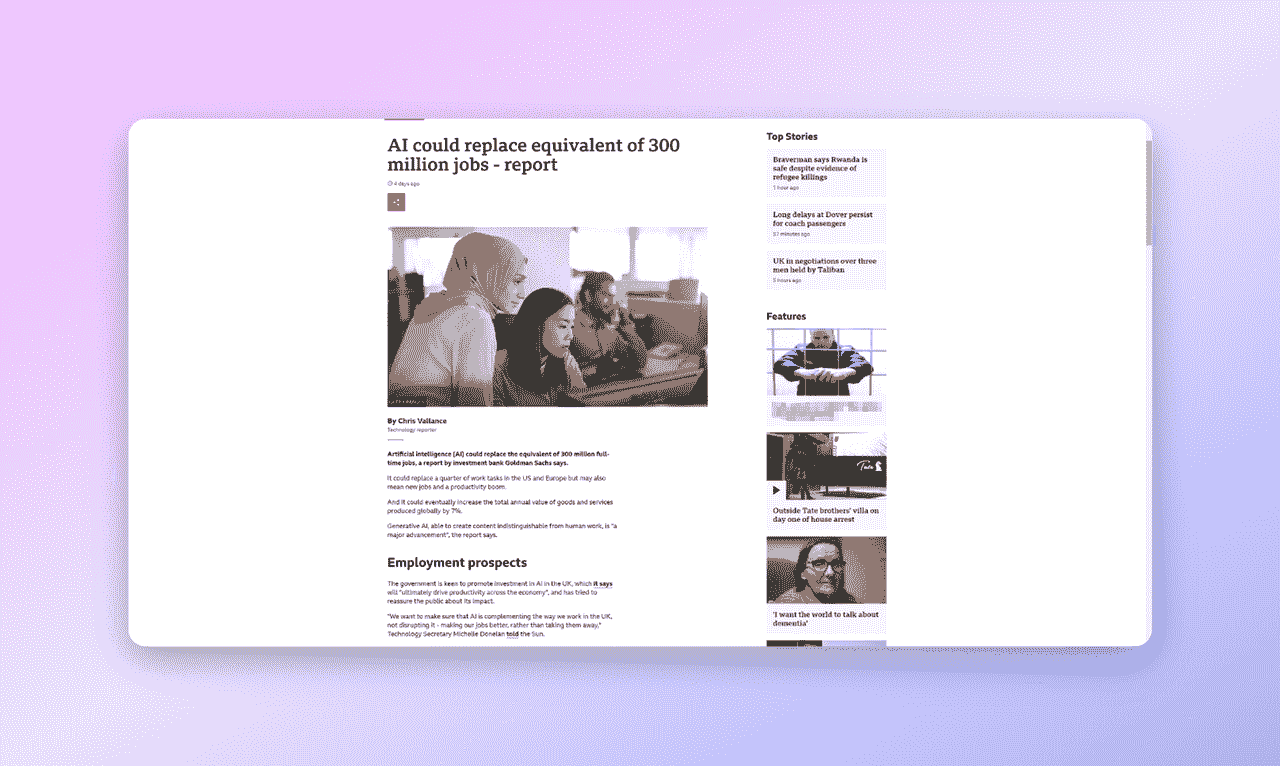 AI could replace equivalent of 300
million jobs - report
4 days ago
By Chris Vallance
Technology reporter
Artificial intelligence (AI) could replace the equivalent of 300 million full-
time jobs, a report by investment bank Goldman Sachs says.
It could replace a quarter of work tasks in the US and Europe but may also
mean new jobs and a productivity boom.
And it could eventually increase the total annual value of goods and services
produced globally by 7%.
Generative AI, able to create content indistinguishable from human work, is "a
major advancement", the report says.
Employment prospects
The government is keen to promote investment in AI in the UK, which it says
will "ultimately drive productivity across the economy", and has tried to
reassure the public about its impact.
"We want to make sure that AI is complementing the way we work in the UK,
not disrupting it - making our jobs better, rather than taking them away,"
Technology Secretary Michelle Donelan told the Sun.
Top Stories
Braverman says Rwanda is
safe despite evidence of
refugee killings
1 hour ago
Long delays at Dover persist
for coach passengers
57 minutes ago
UK in negotiations over three
men held by Taliban
5 hours ago
Features
Tate
Outside Tate brothers' villa on
day one of house arrest
'I want the world to talk about
dementia'